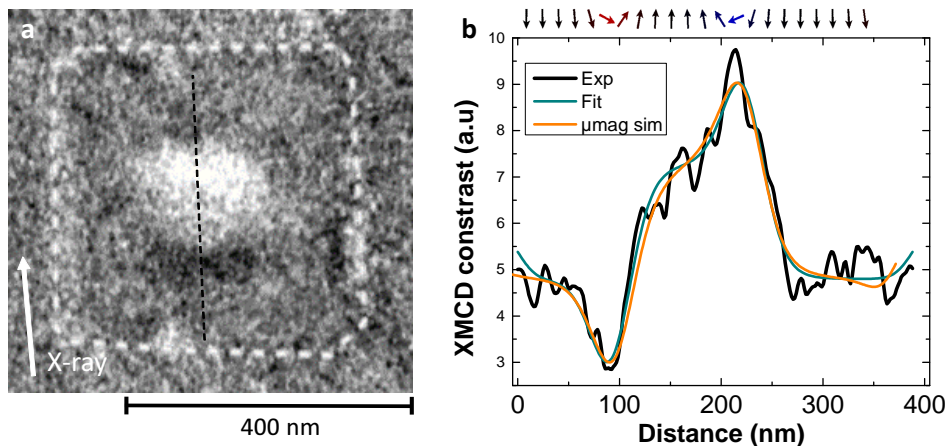 a
X-ray
400 nm
b
10
9
8
7
6
5
4
3
XMCD constrast (a.u)
Exp
Fit
µmag sim
0
100
200
300
400
Distance (nm)